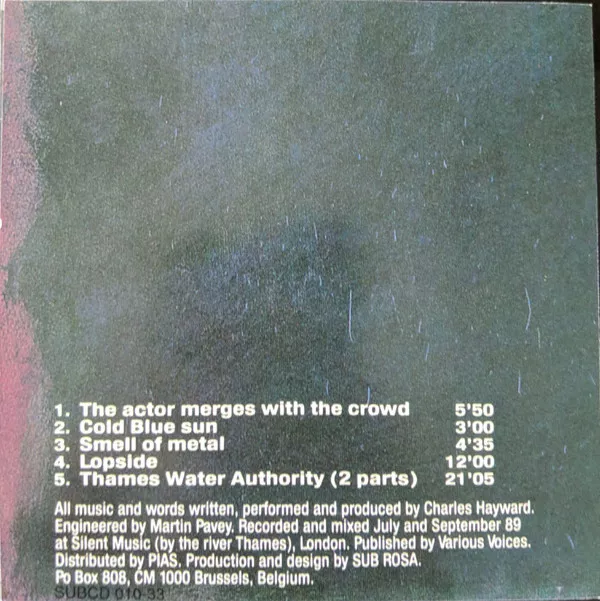 1. The actor merges with the crowd 5'50
2. Cold Blue sun 3'00
3. Smell of metal 4'35
4. Lopside 12'00
5. Thames Water Authority (2 parts) 21'05
All music and words written, performed and produced by Charles Hayward.
Engineered by Martin Pavey. Recorded and mixed July and September 89
at Silent Music (by the river Thames), London. Published by Various Voices.
Distributed by PIAS. Production and design by SUB ROSA.
Po Box 808, CM 1000 Brussels, Belgium.
SUBCD 010-33